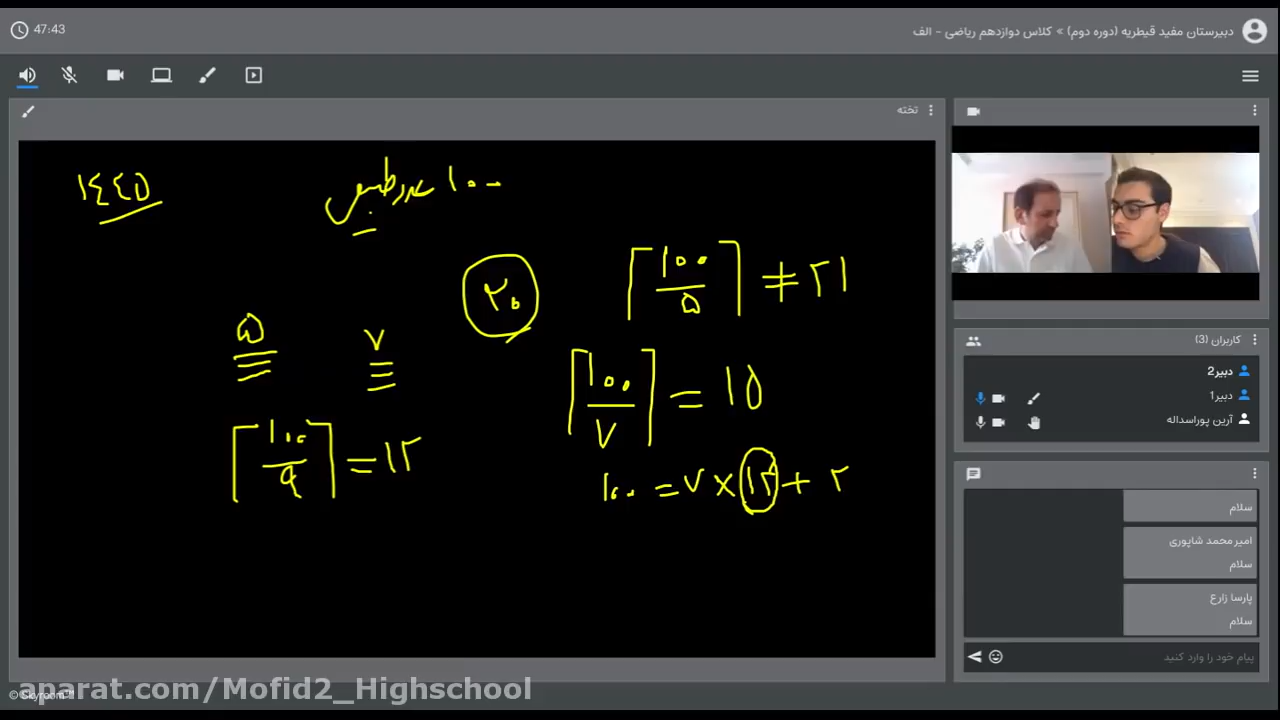 47:43
دبیرستان مفید قیطریه (دوره دوم) » کلاس دوازدهم ریاضی - الف
تخته
۱۰۰ عدد طبیعی
۱۴۴۵
⌈۱۰۰/۵⌉ ≠ ۲۱
۲۰
۵
۷
⌈۱۰۰/۷⌉ = ۱۵
⌈۱۰۰/۹⌉ = ۱۲
۱۰۰ = ۷ × ۱۴ + ۲
کاربران (3)
دبیر2
دبیر1
آرین پوراسداله
سلام
امیرمحمد شاپوری
سلام
پارسا زارع
سلام
پیام خود را وارد کنید
© Skyroom™
aparat.com/Mofid2_Highschool